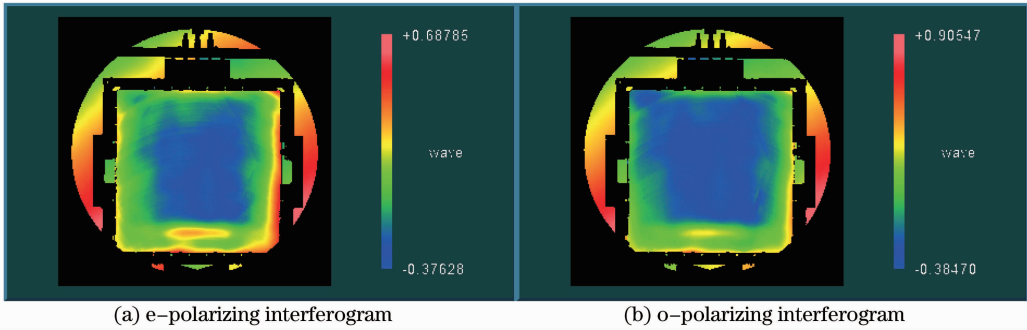 +0.68785
wave
-0.37628
+0.90547
wave
-0.38470
(a) e-polarizing interferogram
(b) o-polarizing interferogram